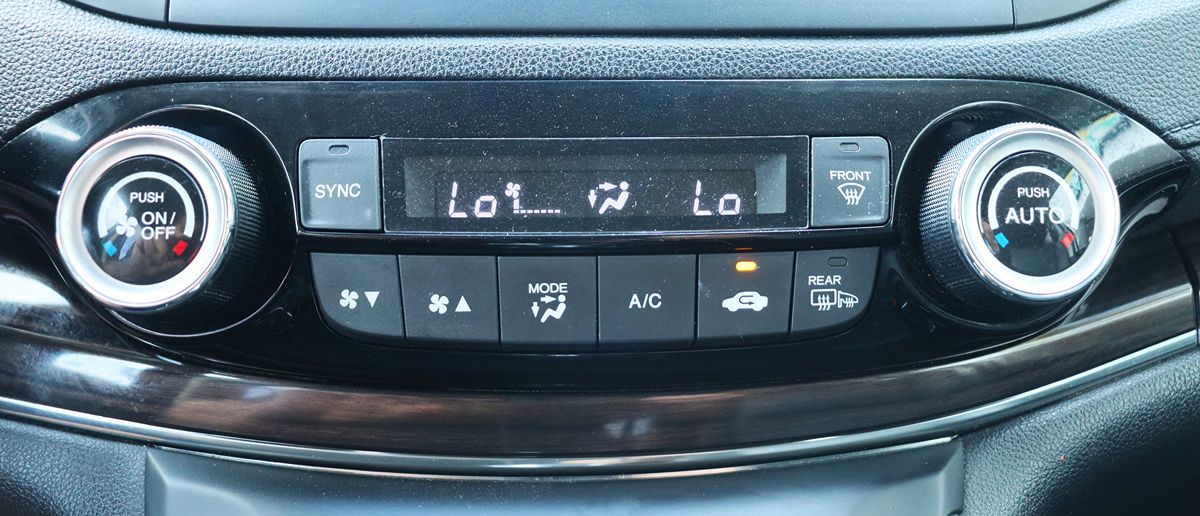 PUSH
ON/
OFF
SYNC
Lo
Lo
FRONT
PUSH
AUTO
MODE
A/C
REAR